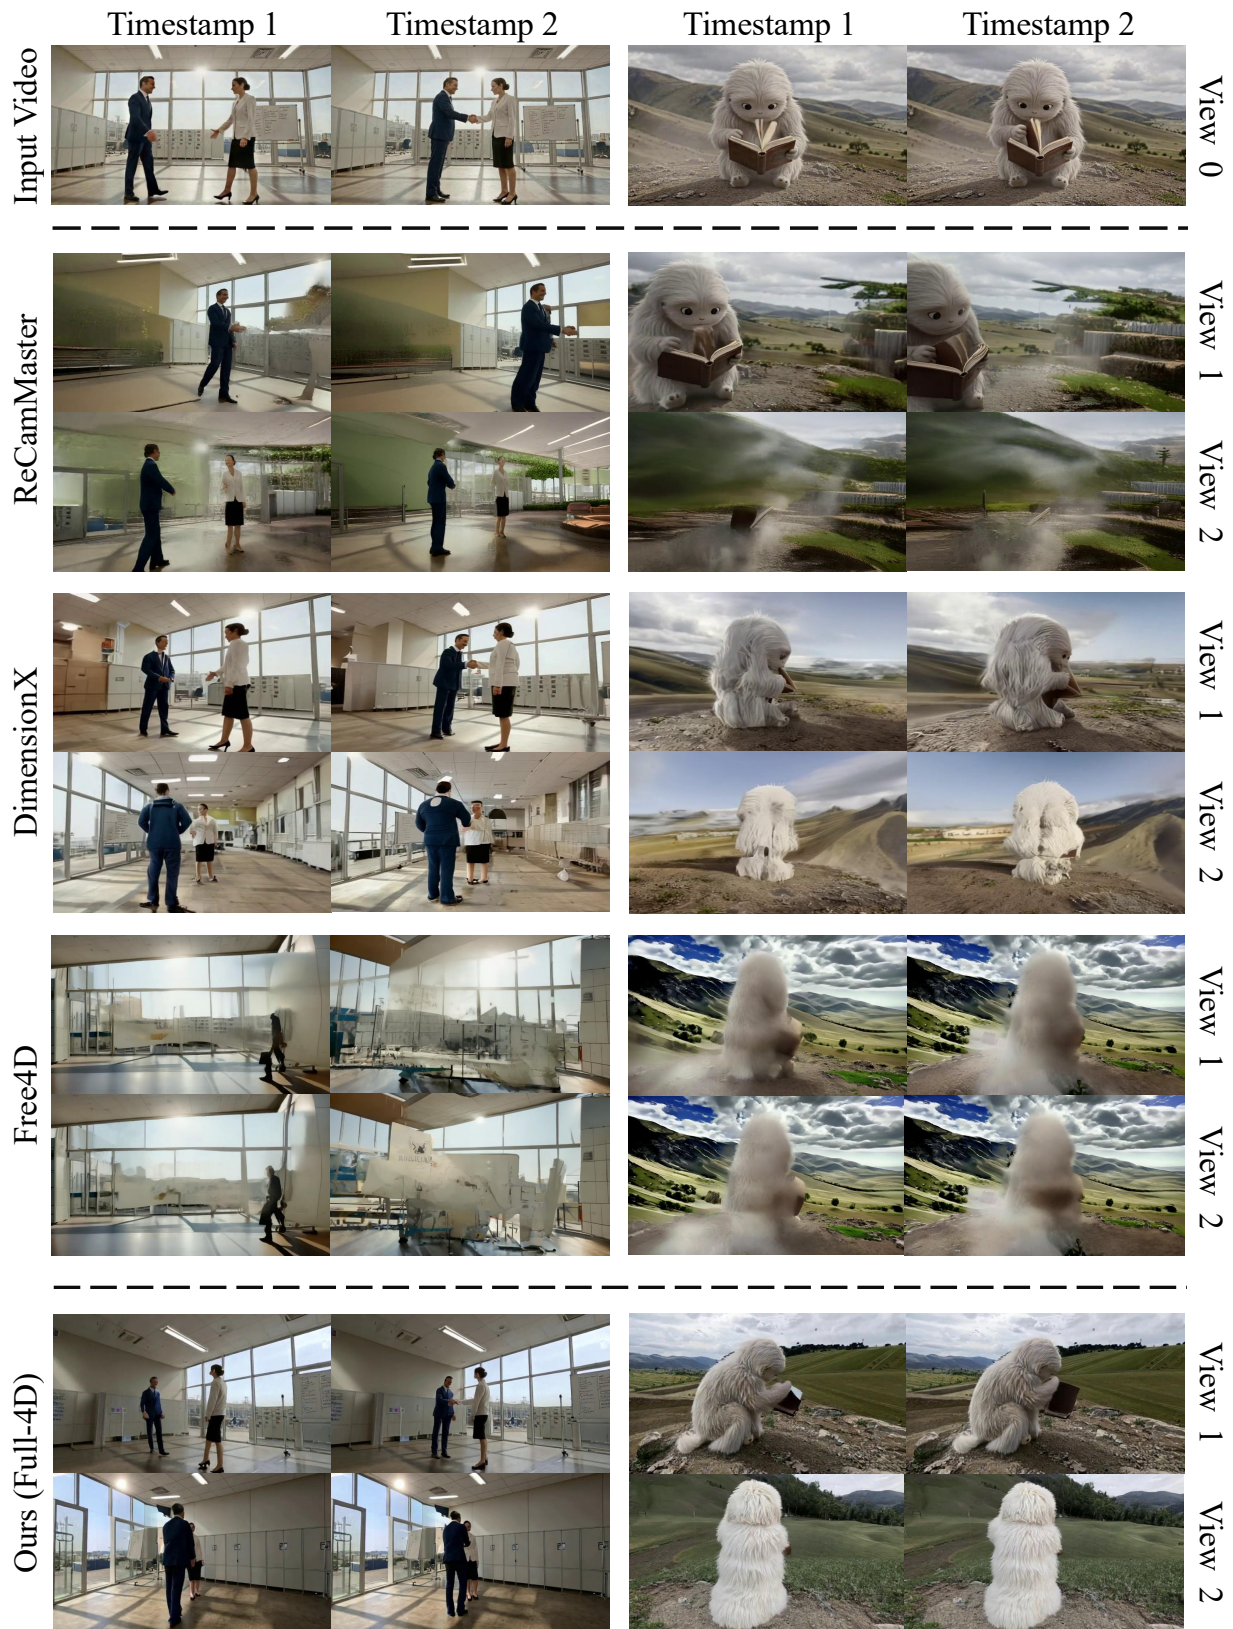 Timestamp 1
Timestamp 2
Timestamp 1
Timestamp 2
Input Video
View 0
ReCamMaster
View 1
View 2
DimensionX
View 1
View 2
Free4D
View 1
View 2
Ours (Full-4D)
View 1
View 2